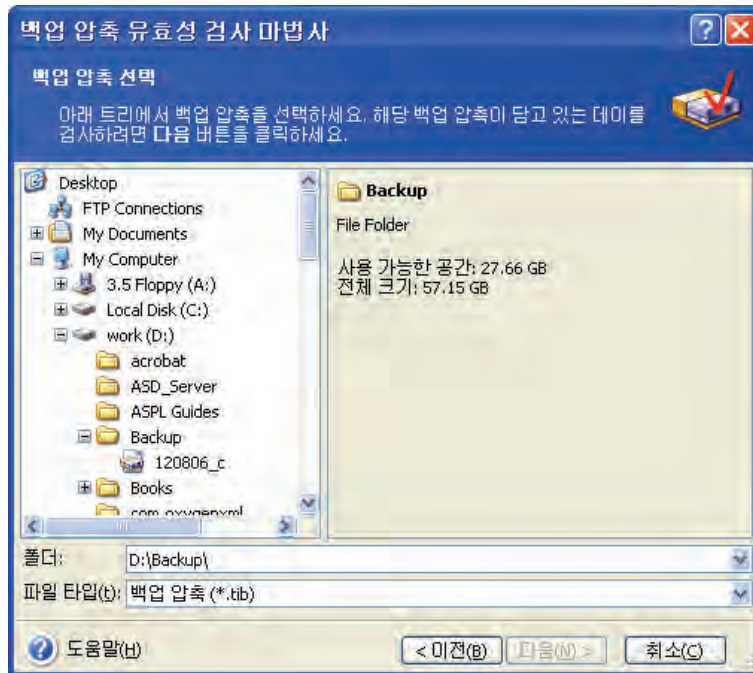 백업 압축 유효성 검사 마법사
백업 압축 선택
아래 트리에서 백업 압축을 선택하세요. 해당 백업 압축이 담고 있는 데이를
검사하려면 다음 버튼을 클릭하세요.
Desktop
FTP Connections
My Documents
My Computer
3.5 Floppy (A:)
Local Disk (C:)
work (D:)
acrobat
ASD_Server
ASPL Guides
Backup
120806_c
Books
com.oxygenxml
Backup
File Folder
사용 가능한 공간: 27.66 GB
전체 크기: 57.15 GB
폴더: D:\Backup\
파일 타입(t): 백업 압축 (*.tib)
도움말(H)
< 이전(B) 다음(N) > 취소(C)